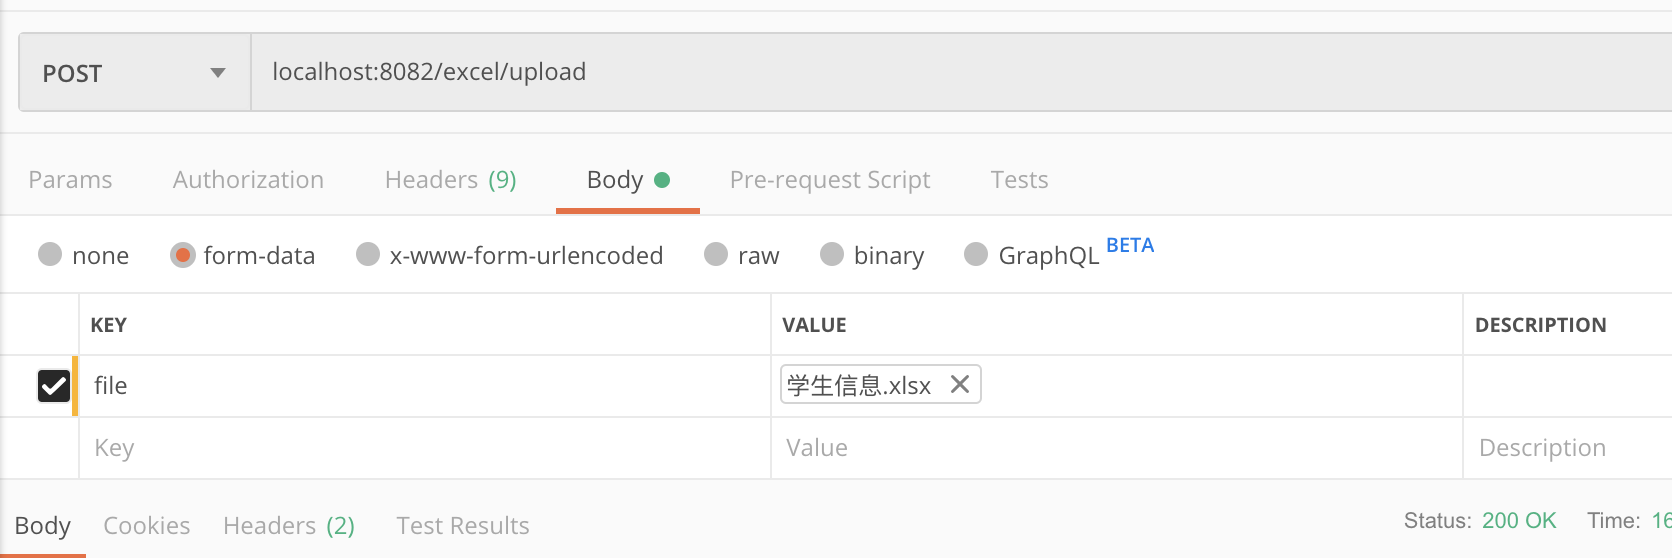 POST localhost:8082/excel/upload
Params Authorization Headers (9) Body Pre-request Script Tests
none form-data x-www-form-urlencoded raw binary GraphQL BETA
KEY VALUE DESCRIPTION
file 学生信息.xlsx
Key Value Description
Body Cookies Headers (2) Test Results Status: 200 OK Time: 16